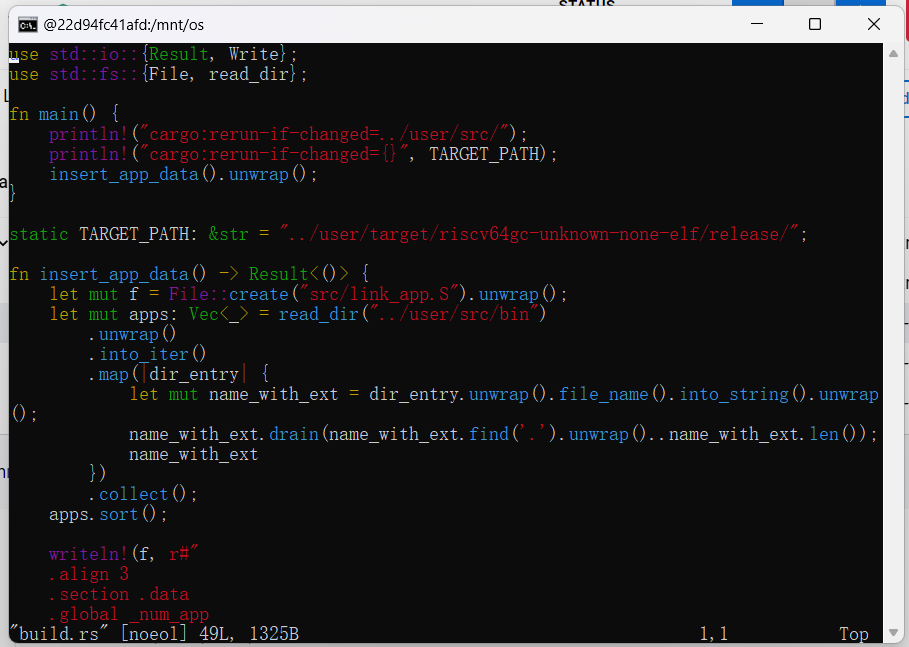 STATUS
@22d94fc41afd:/mnt/os
use std::io::{Result, Write};
use std::fs::{File, read_dir};
fn main() {
    println!("cargo:rerun-if-changed=../user/src/");
    println!("cargo:rerun-if-changed={}", TARGET_PATH);
    insert_app_data().unwrap();
}
static TARGET_PATH: &str = "../user/target/riscv64gc-unknown-none-elf/release/";
fn insert_app_data() -> Result<()> {
    let mut f = File::create("src/link_app.S").unwrap();
    let mut apps: Vec<_> = read_dir("../user/src/bin")
        .unwrap()
        .into_iter()
        .map(|dir_entry| {
            let mut name_with_ext = dir_entry.unwrap().file_name().into_string().unwrap
();
            name_with_ext.drain(name_with_ext.find('.').unwrap()..name_with_ext.len());
            name_with_ext
        })
        .collect();
    apps.sort();
    writeln!(f, r#"
    .align 3
    .section .data
    .global _num_app
"build.rs" [noeol] 49L, 1325B 1,1 Top